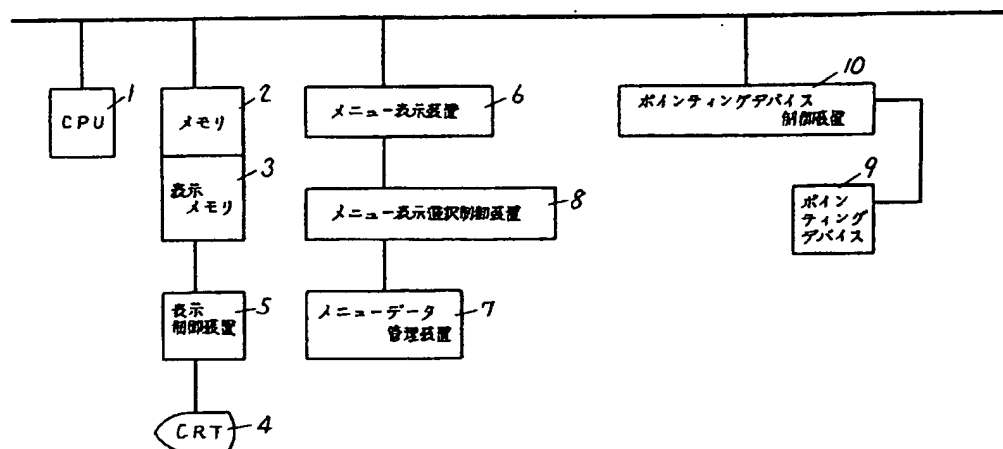 1
CPU
2
メモリ
3
表示
メモリ
5
表示
制御装置
CRT
4
6
メニュー表示装置
8
メニュー表示選択制御装置
7
メニューデータ
管理装置
10
ポインティングデバイス
制御装置
9
ポイン
ティング
デバイス